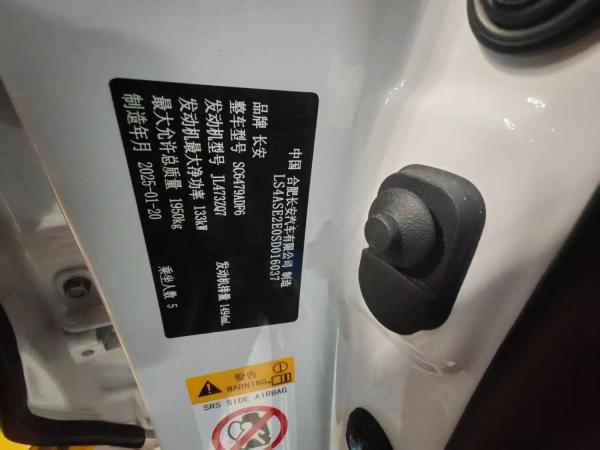 中国 合肥长安汽车有限公司 制造
LS4ASE2E0SD016037
品牌 长安
整车型号 SC6479ADP6
发动机型号 JL473ZQ7 发动机排量 1494mL
发动机最大净功率 133kW
最大允许总质量 1950kg
制造年月 2025-01-20 乘坐人数 5
警告
WARNING
SRS SIDE AIRBAG